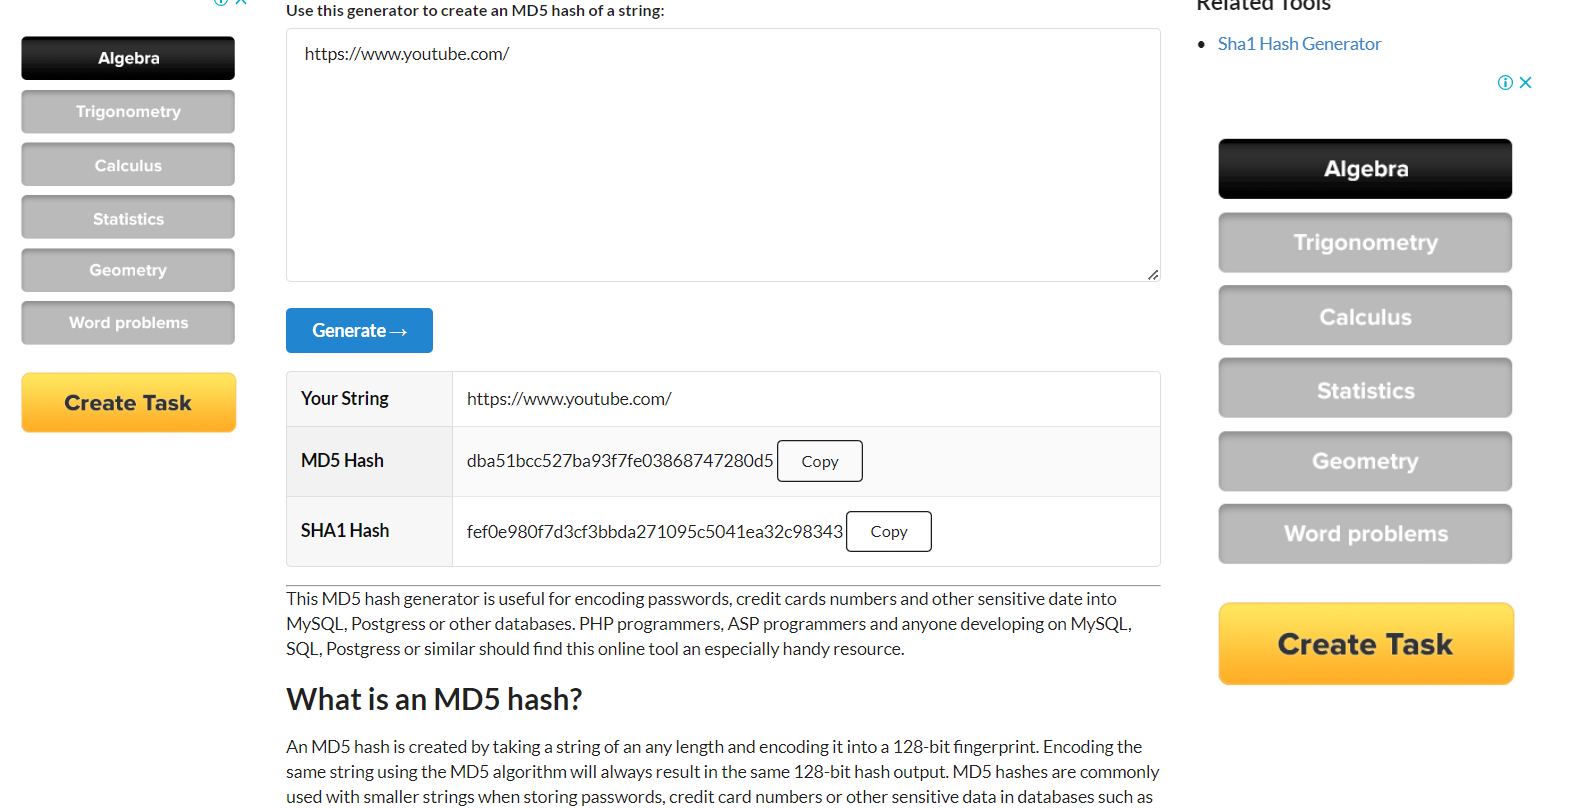 Algebra
Trigonometry
Calculus
Statistics
Geometry
Word problems
Create Task
Use this generator to create an MD5 hash of a string:
https://www.youtube.com/
Generate→
Your String https://www.youtube.com/
MD5 Hash dba51bcc527ba93f7fe03868747280d5 Copy
SHA1 Hash fef0e980f7d3cf3bbda271095c5041ea32c98343 Copy
This MD5 hash generator is useful for encoding passwords, credit cards numbers and other sensitive date into
MySQL, Postgress or other databases. PHP programmers, ASP programmers and anyone developing on MySQL,
SQL, Postgress or similar should find this online tool an especially handy resource.
What is an MD5 hash?
An MD5 hash is created by taking a string of an any length and encoding it into a 128-bit fingerprint. Encoding the
same string using the MD5 algorithm will always result in the same 128-bit hash output. MD5 hashes are commonly
used with smaller strings when storing passwords, credit card numbers or other sensitive data in databases such as
Related Tools
• Sha1 Hash Generator
Algebra
Trigonometry
Calculus
Statistics
Geometry
Word problems
Create Task